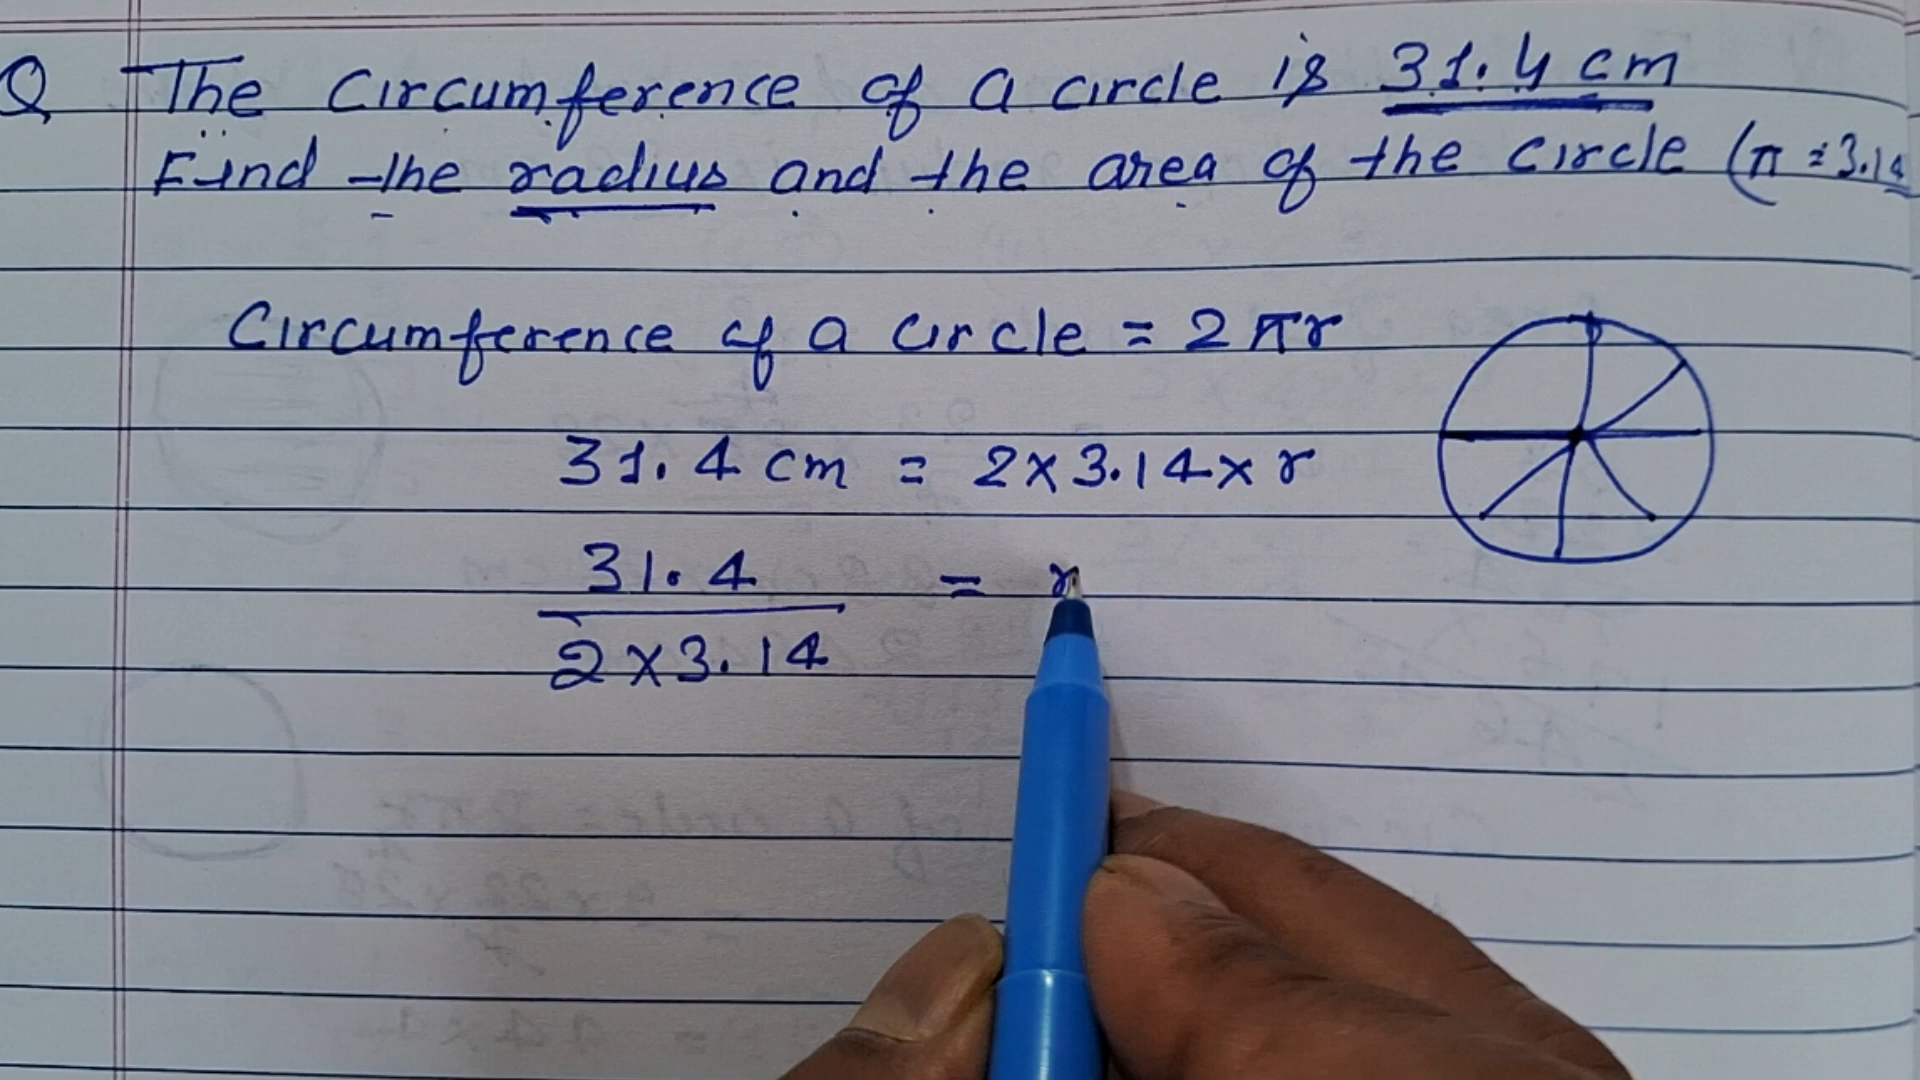 Q The Circumference of a circle is 31.4 cm
Find the radius and the area of the circle (π = 3.14
Circumference of a circle = 2πr
31.4 cm = 2×3.14×r
31.4 / 2×3.14 = r